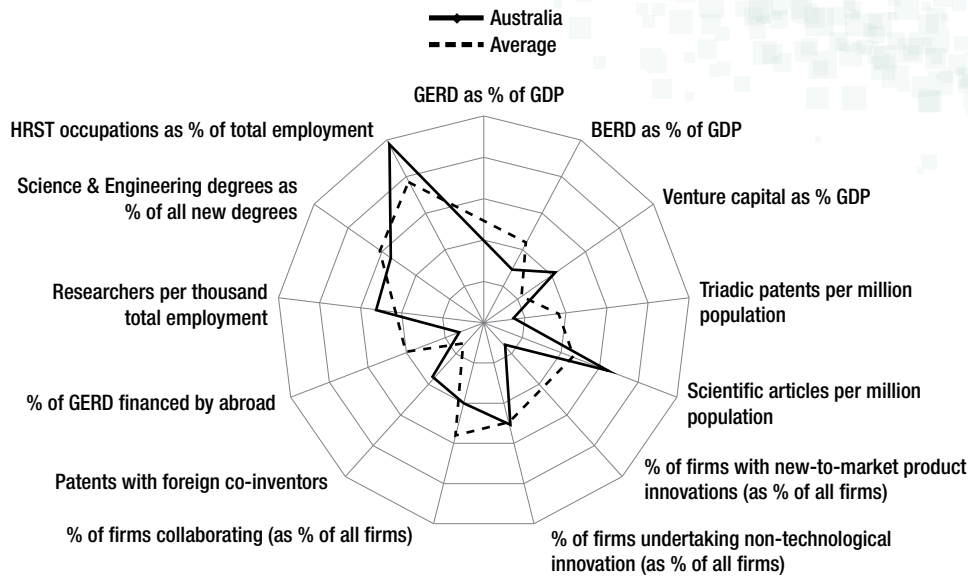 Australia
Average
GERD as % of GDP
HRST occupations as % of total employment
BERD as % of GDP
Science & Engineering degrees as
% of all new degrees
Venture capital as % GDP
Researchers per thousand
total employment
Triadic patents per million
population
% of GERD financed by abroad
Scientific articles per million
population
Patents with foreign co-inventors
% of firms with new-to-market product
innovations (as % of all firms)
% of firms collaborating (as % of all firms)
% of firms undertaking non-technological
innovation (as % of all firms)